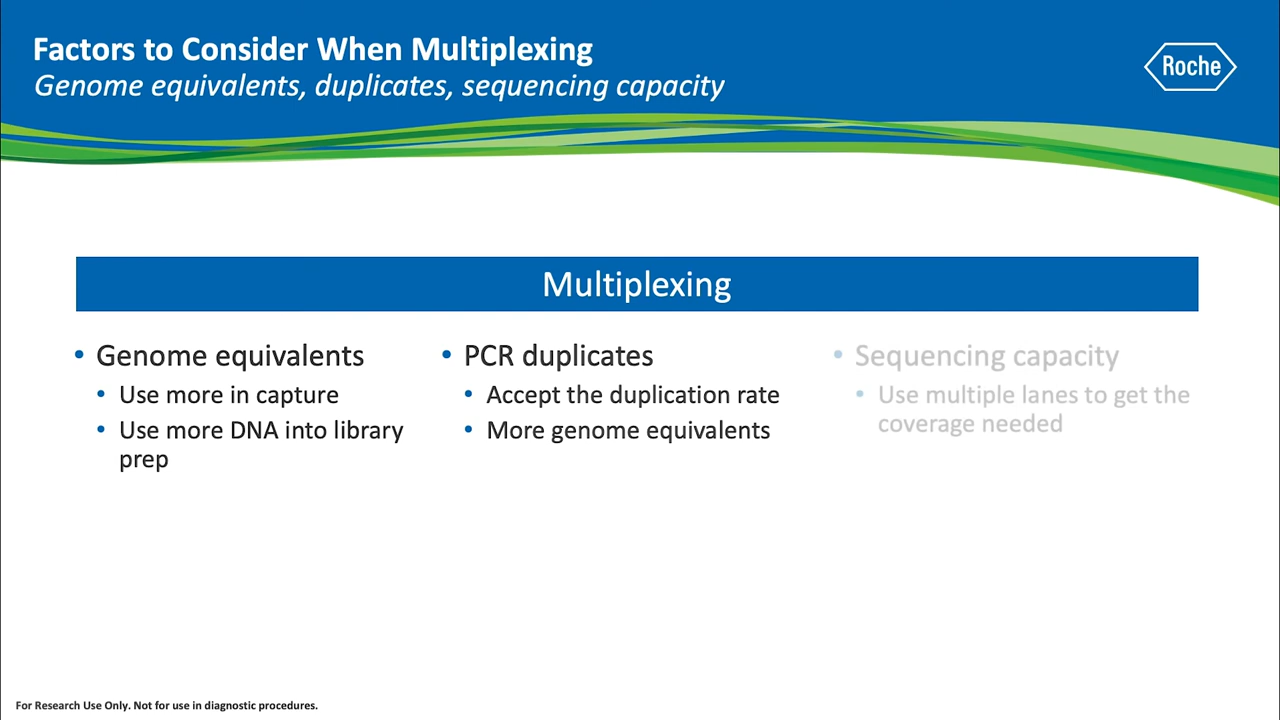 Factors to Consider When Multiplexing
Genome equivalents, duplicates, sequencing capacity
Roche
Multiplexing
• Genome equivalents
• Use more in capture
• Use more DNA into library
prep
• PCR duplicates
• Accept the duplication rate
• More genome equivalents
• Sequencing capacity
• Use multiple lanes to get the
coverage needed
For Research Use Only. Not for use in diagnostic procedures.